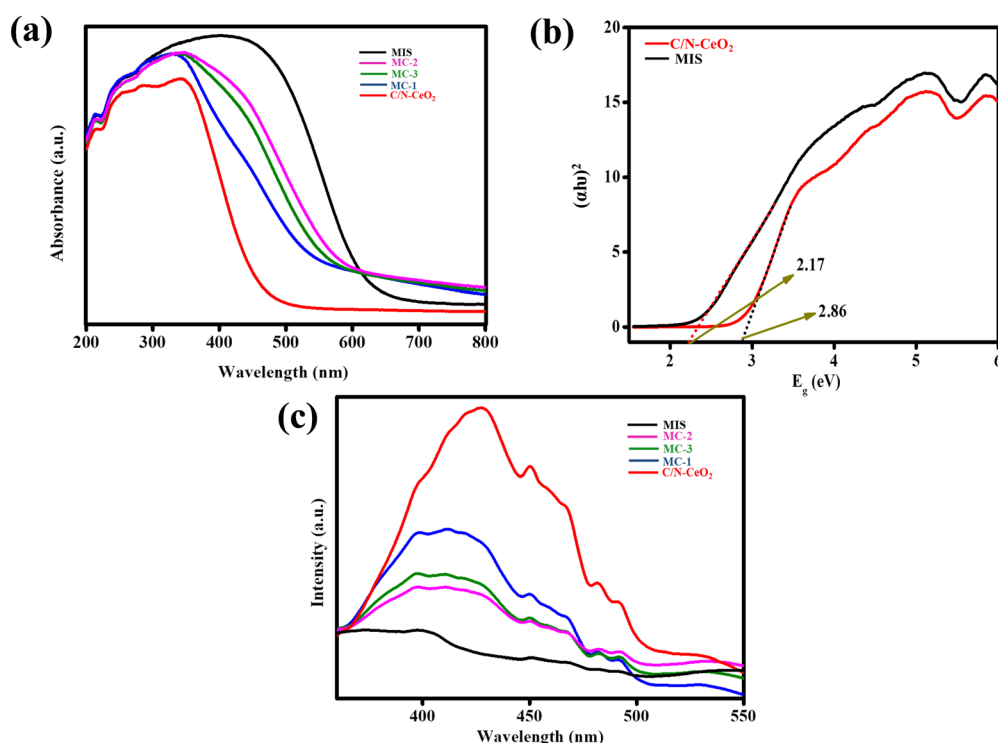 (a)
MIS
MC-2
MC-3
MC-1
C/N-CeO₂
Absorbance (a.u.)
200 300 400 500 600 700 800
Wavelength (nm)
(b)
C/N-CeO₂
MIS
20
15
10
5
0
(αhυ)²
2.17
2.86
2 3 4 5 6
E_g (eV)
(c)
MIS
MC-2
MC-3
MC-1
C/N-CeO₂
Intensity (a.u.)
400 450 500 550
Wavelength (nm)